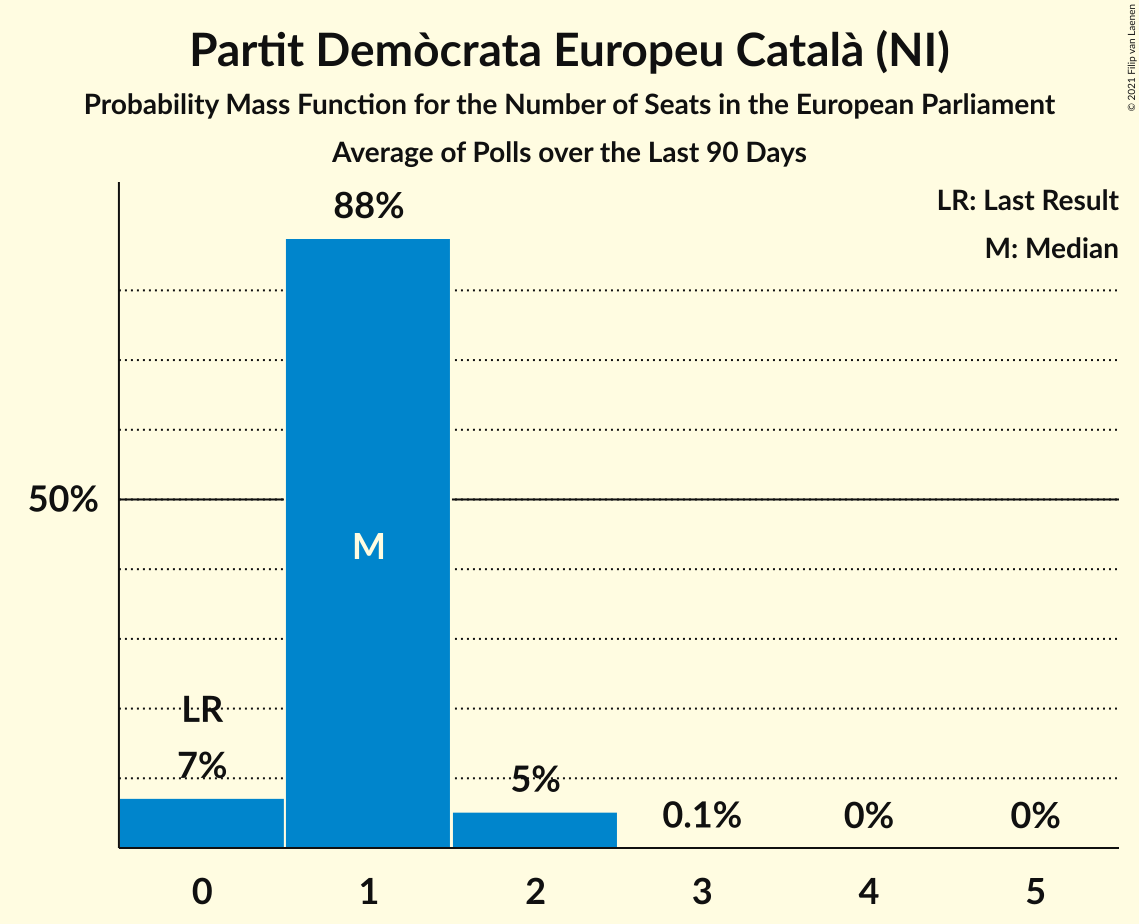 Partit Demòcrata Europeu Català (NI)
Probability Mass Function for the Number of Seats in the European Parliament
Average of Polls over the Last 90 Days
© 2021 Filip van Laenen
LR: Last Result
M: Median
88%
50%
M
LR
7%
5%
0.1%
0%
0%
0 1 2 3 4 5